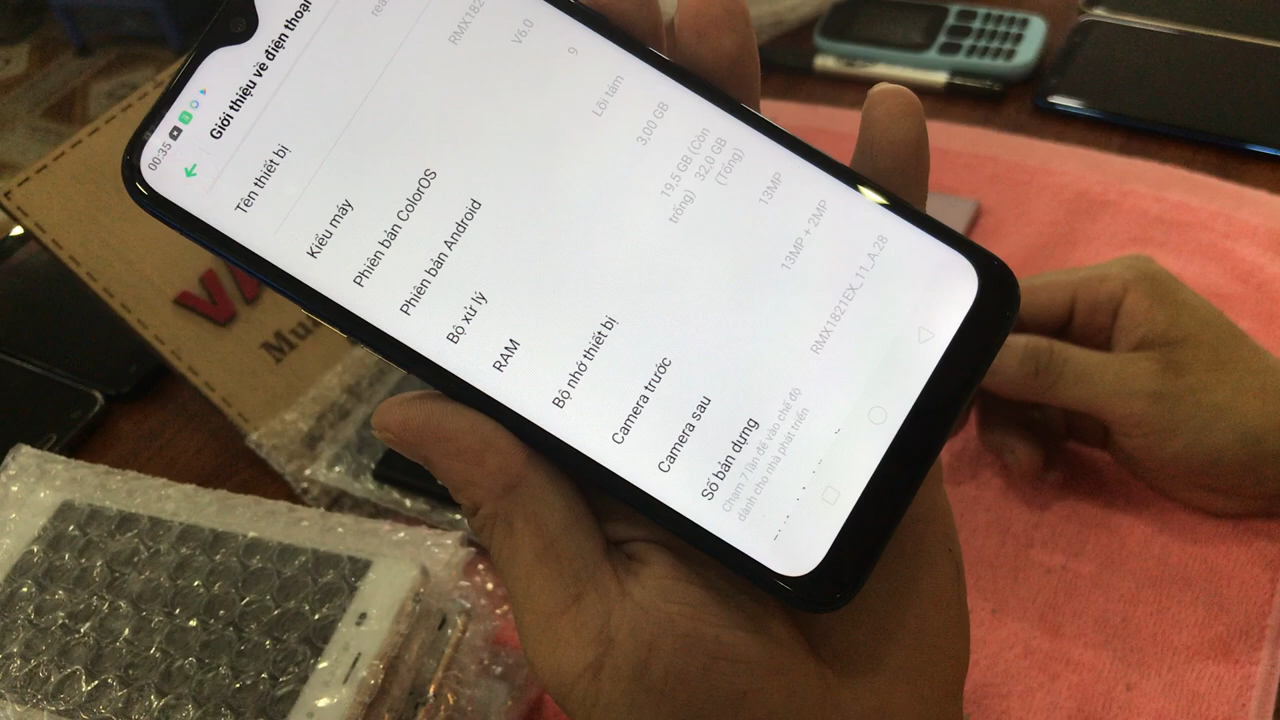 00:35
Giới thiệu về điện thoại
Tên thiết bị
rea
Kiểu máy
RMX182
Phiên bản ColorOS
V6.0
Phiên bản Android
9
Bộ xử lý
Lõi tám
RAM
3,00 GB
Bộ nhớ thiết bị
19,5 GB (Còn
trống) 32,0 GB
(Tổng)
Camera trước
13MP
Camera sau
13MP + 2MP
Số bản dựng
RMX1821EX_11_A.28
Chạm 7 lần để vào chế độ
dành cho nhà phát triển